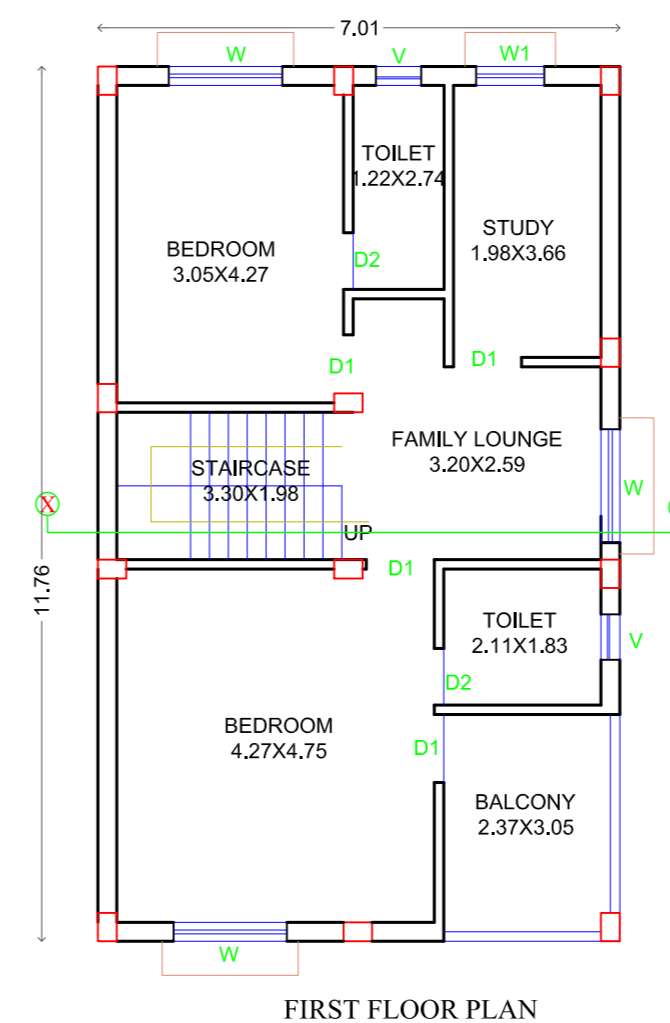 7.01
W
V
W1
TOILET
1.22X2.74
STUDY
1.98X3.66
BEDROOM
3.05X4.27
D2
D1
D1
FAMILY LOUNGE
3.20X2.59
STAIRCASE
3.30X1.98
W
X
UP
D1
11.76
TOILET
2.11X1.83
V
D2
BEDROOM
4.27X4.75
D1
BALCONY
2.37X3.05
W
FIRST FLOOR PLAN